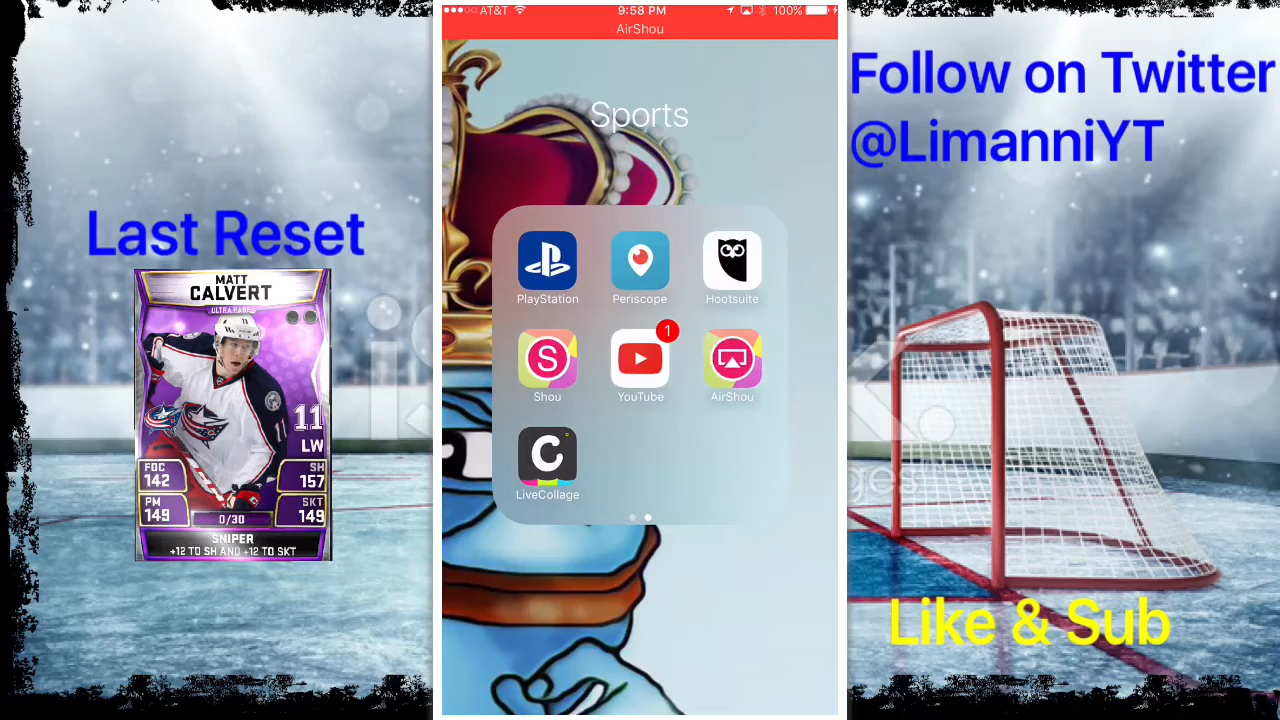 AT&T
9:58 PM
100%
AirShou
Sports
PlayStation
Periscope
Hootsuite
S
1
Shou
YouTube
AirShou
C
LiveCollage
Last Reset
MATT
CALVERT
ULTRA RARE
11
LW
FOC
142
SH
157
PM
149
SKT
149
0/30
SNIPER
+12 TO SH AND +12 TO SKT
Follow on Twitter
@LimanniYT
Like & Sub